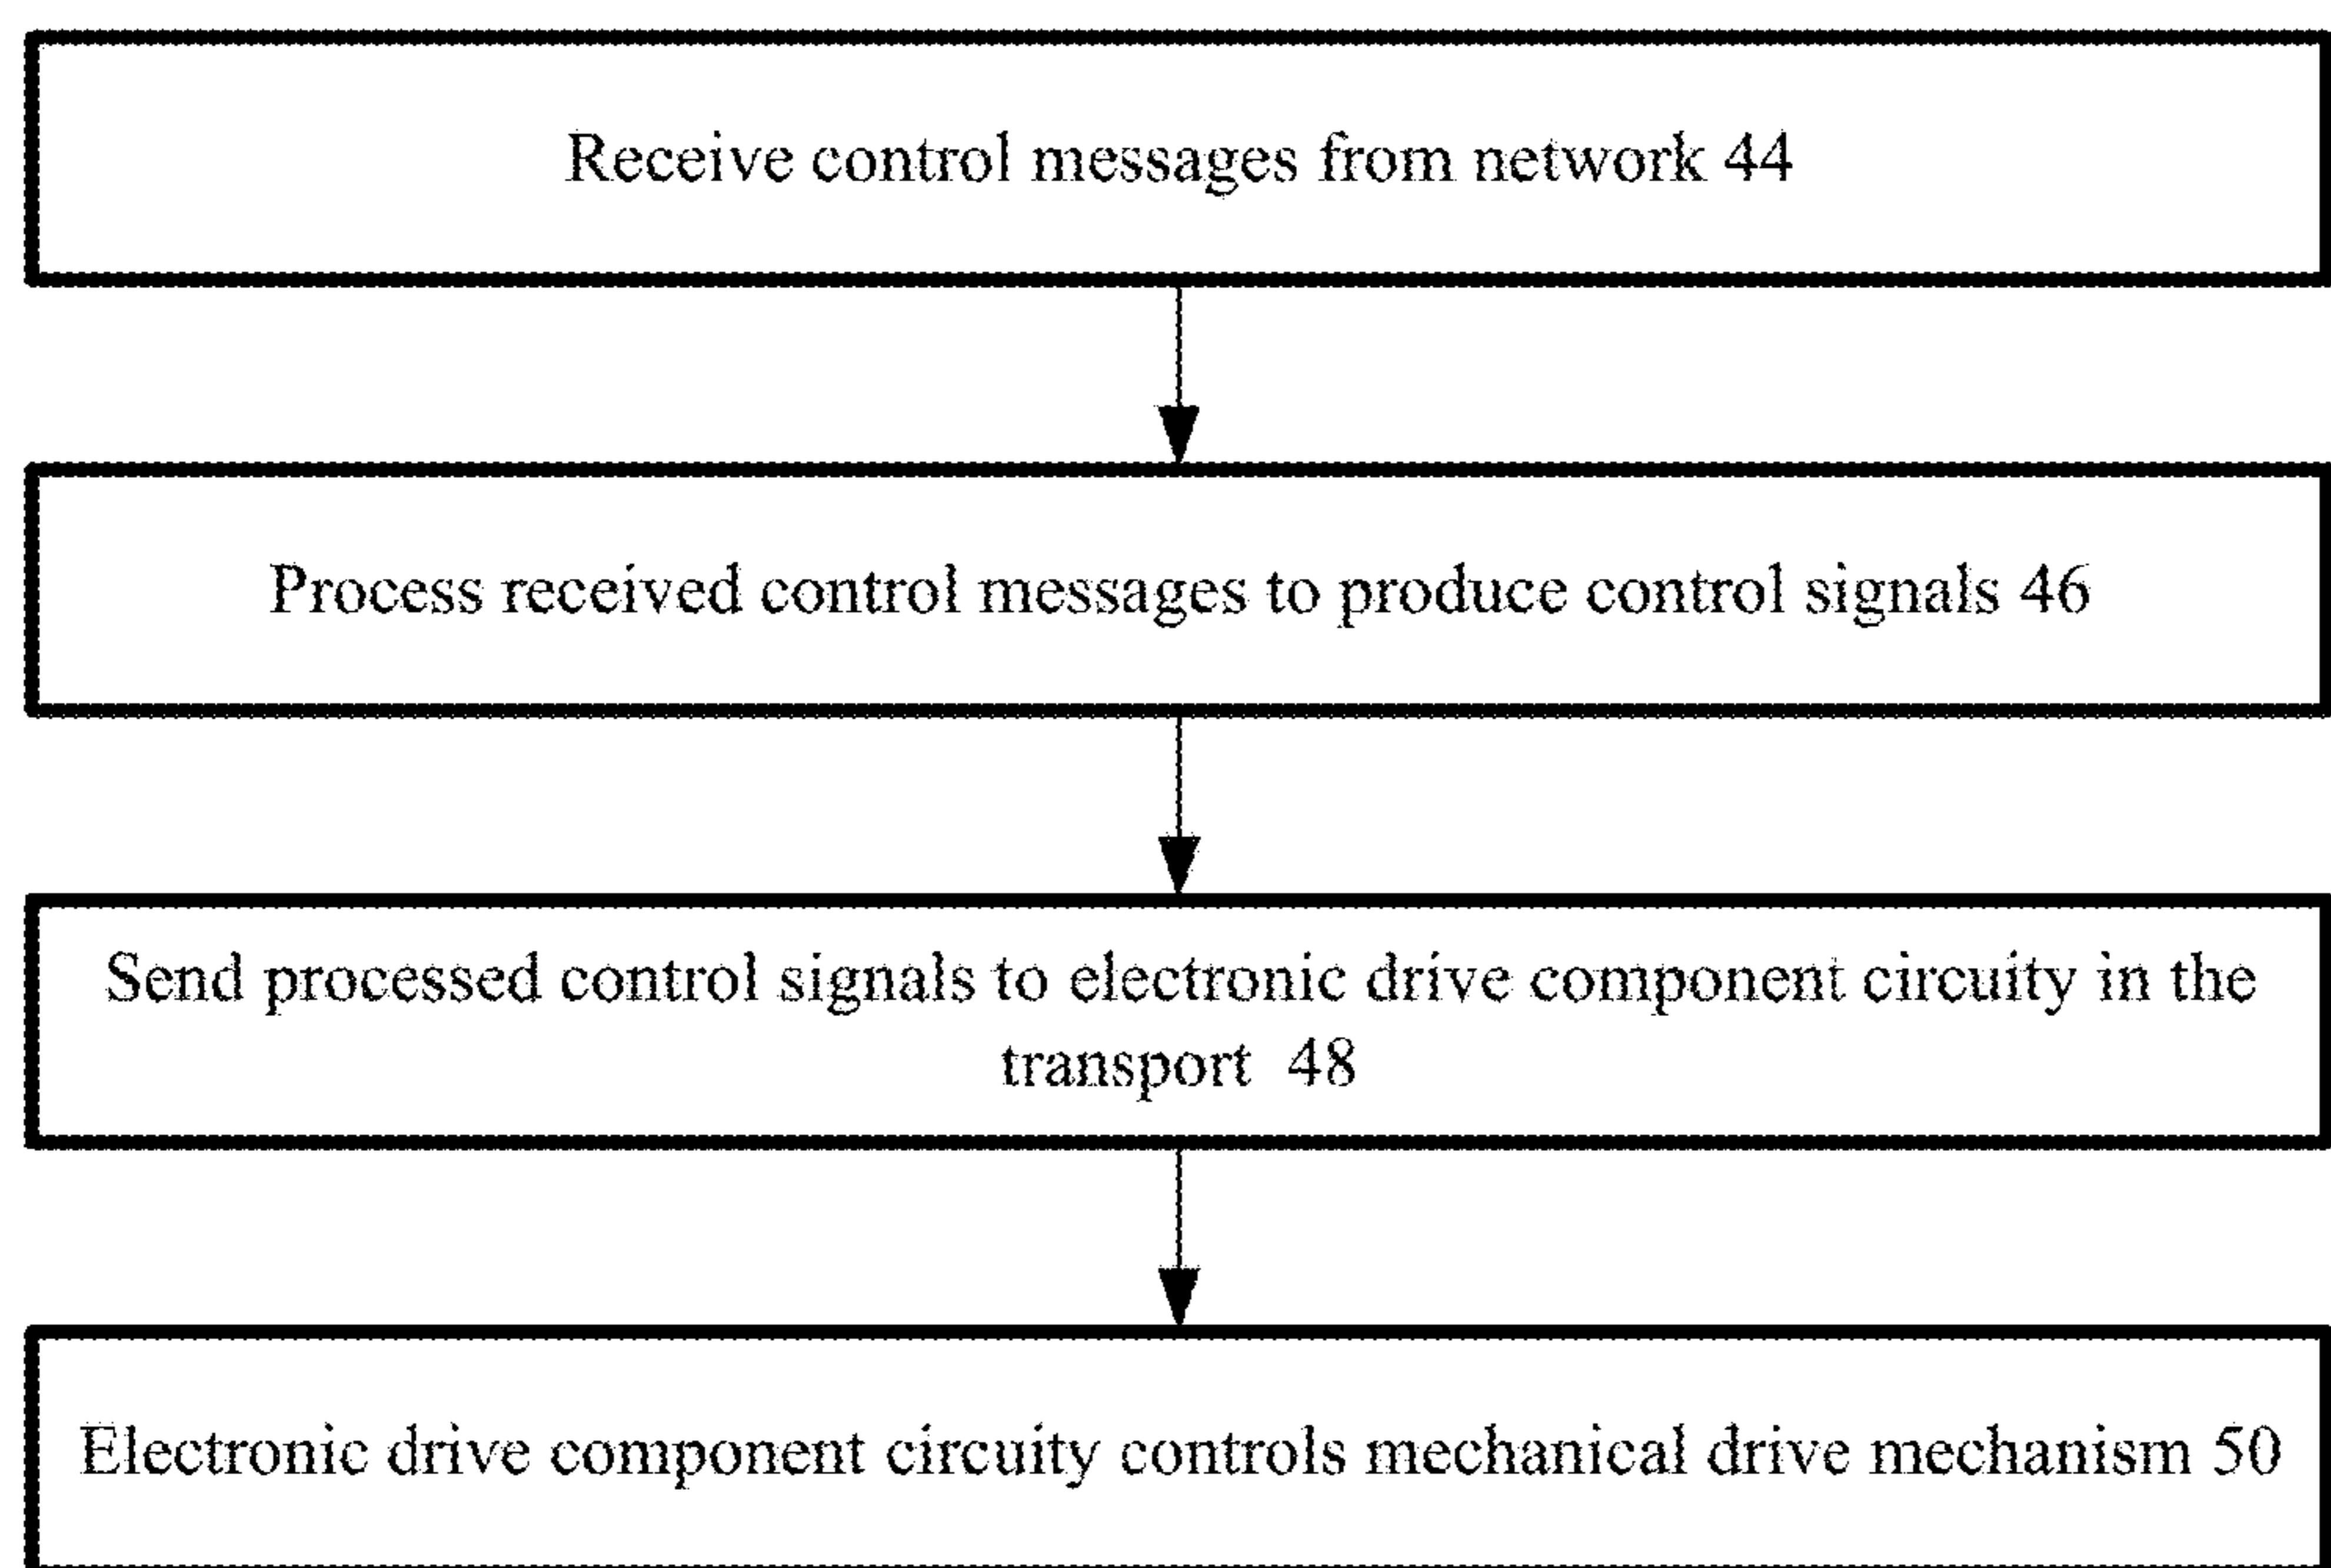 Receive control messages from network 44
Process received control messages to produce control signals 46
Send processed control signals to electronic drive component circuity in the
transport 48
Electronic drive component circuity controls mechanical drive mechanism 50